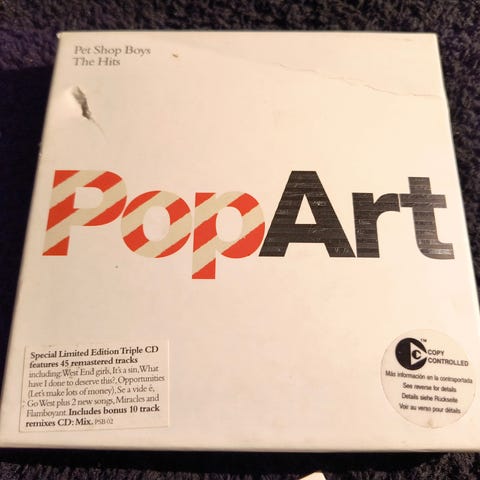 Pet Shop Boys
The Hits
PopArt
Special Limited Edition Triple CD
features 45 remastered tracks
including: West End girls, It's a sin, What
have I done to deserve this?, Opportunities
(Let's make lots of money), Se a vide é,
Go West plus 2 new songs, Miracles and
Flamboyant. Includes bonus 10 track
remixes CD: Mix. PSB 02
TM
COPY
CONTROLLED
Más información en la contraportada
See reverse for details
Details siehe Rückseite
Voir au verso pour détails